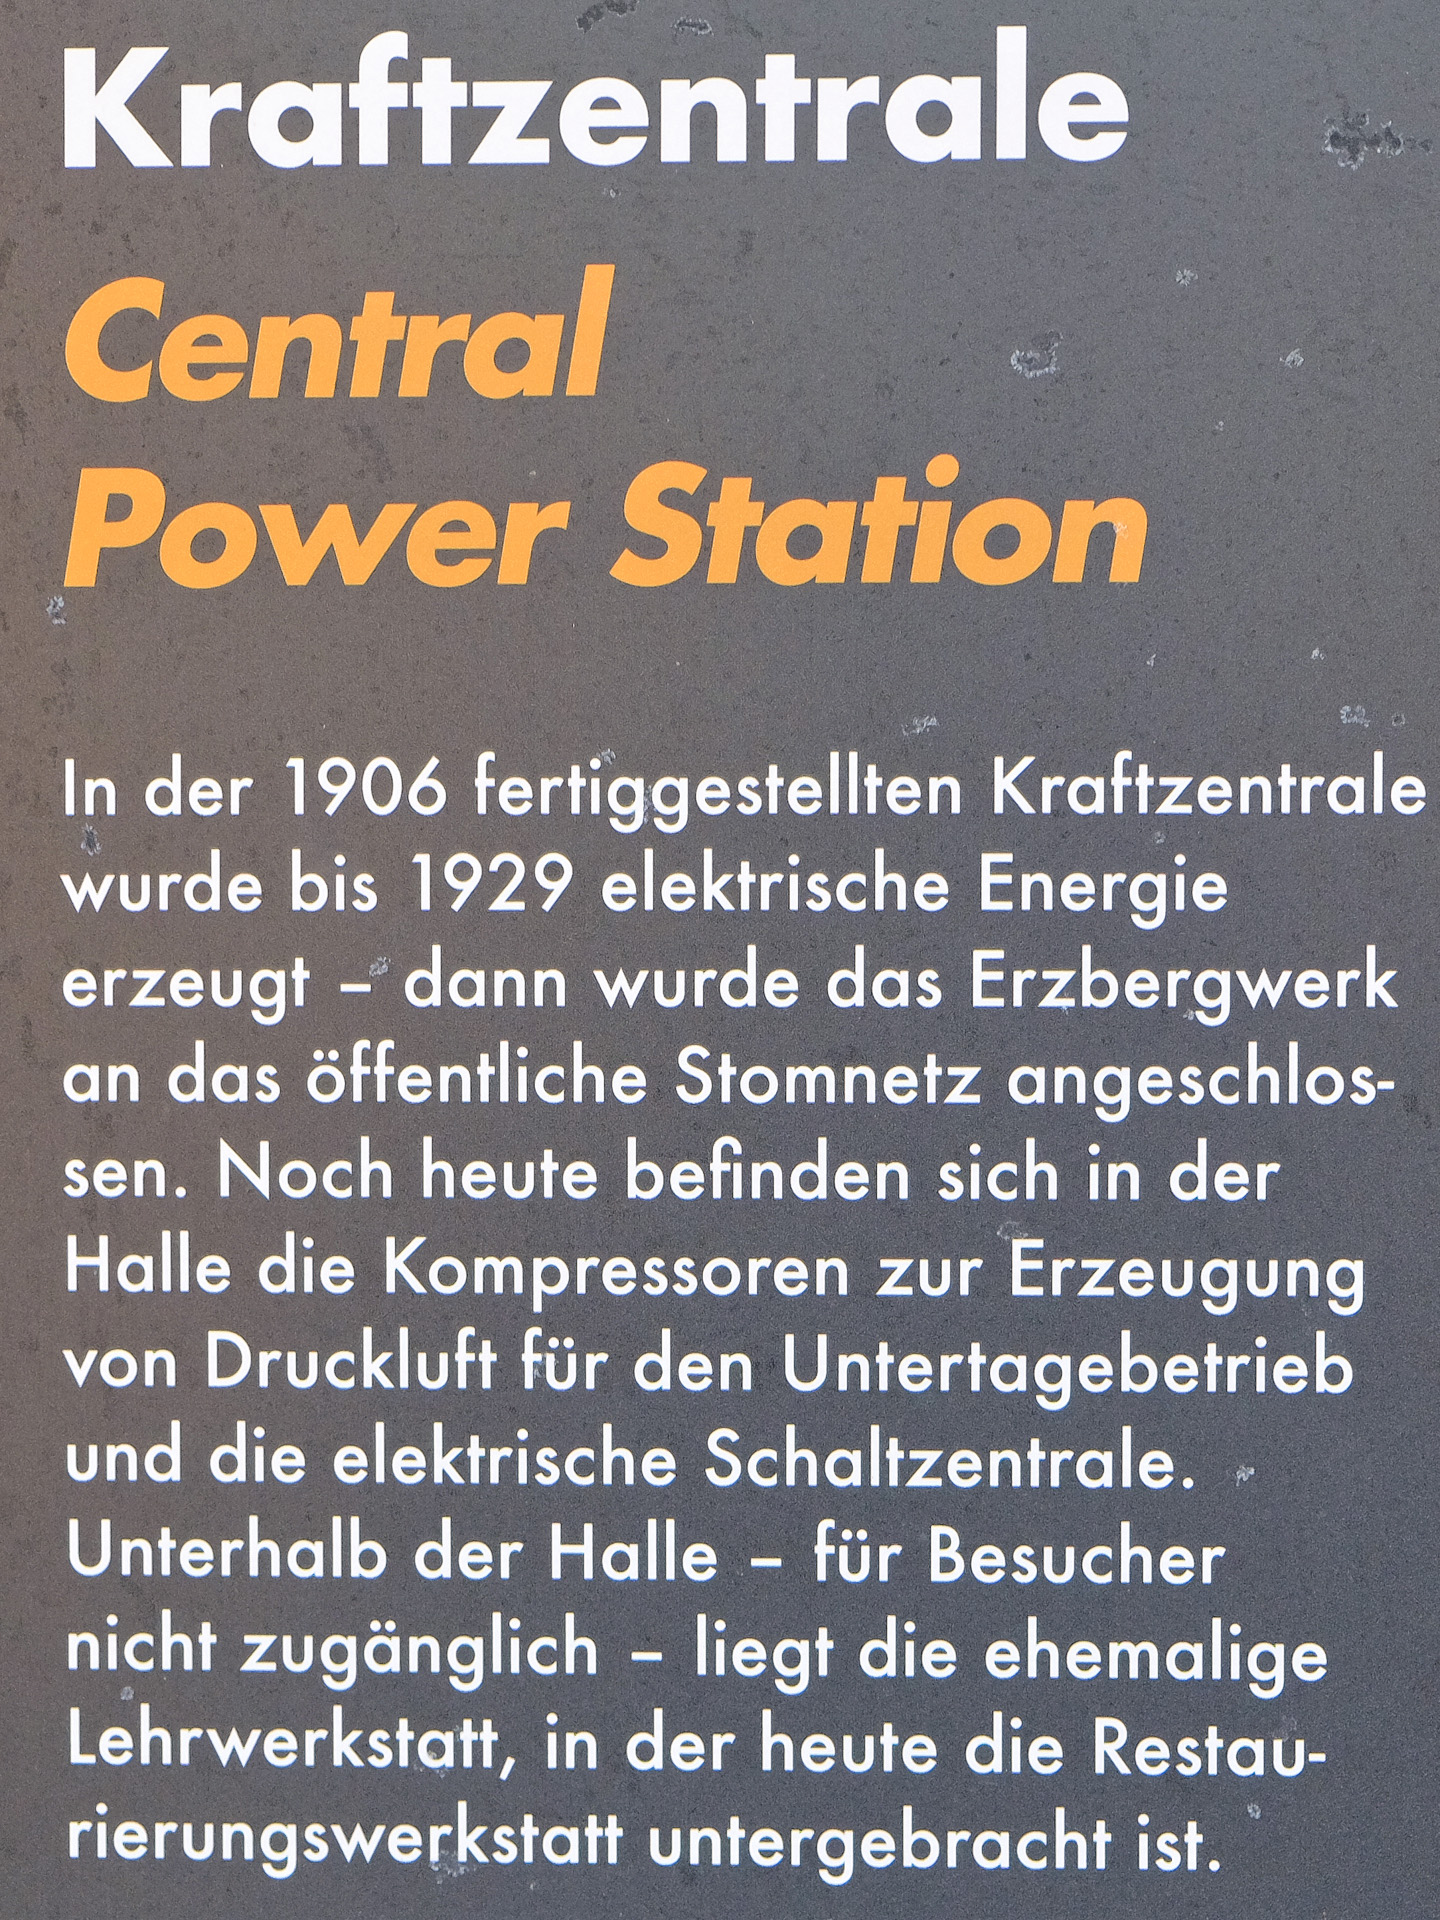 Kraftzentrale
Central
Power Station
In der 1906 fertiggestellten Kraftzentrale
wurde bis 1929 elektrische Energie
erzeugt – dann wurde das Erzbergwerk
an das öffentliche Stomnetz angeschlos-
sen. Noch heute befinden sich in der
Halle die Kompressoren zur Erzeugung
von Druckluft für den Untertagebetrieb
und die elektrische Schaltzentrale.
Unterhalb der Halle – für Besucher
nicht zugänglich – liegt die ehemalige
Lehrwerkstatt, in der heute die Restau-
rierungswerkstatt untergebracht ist.